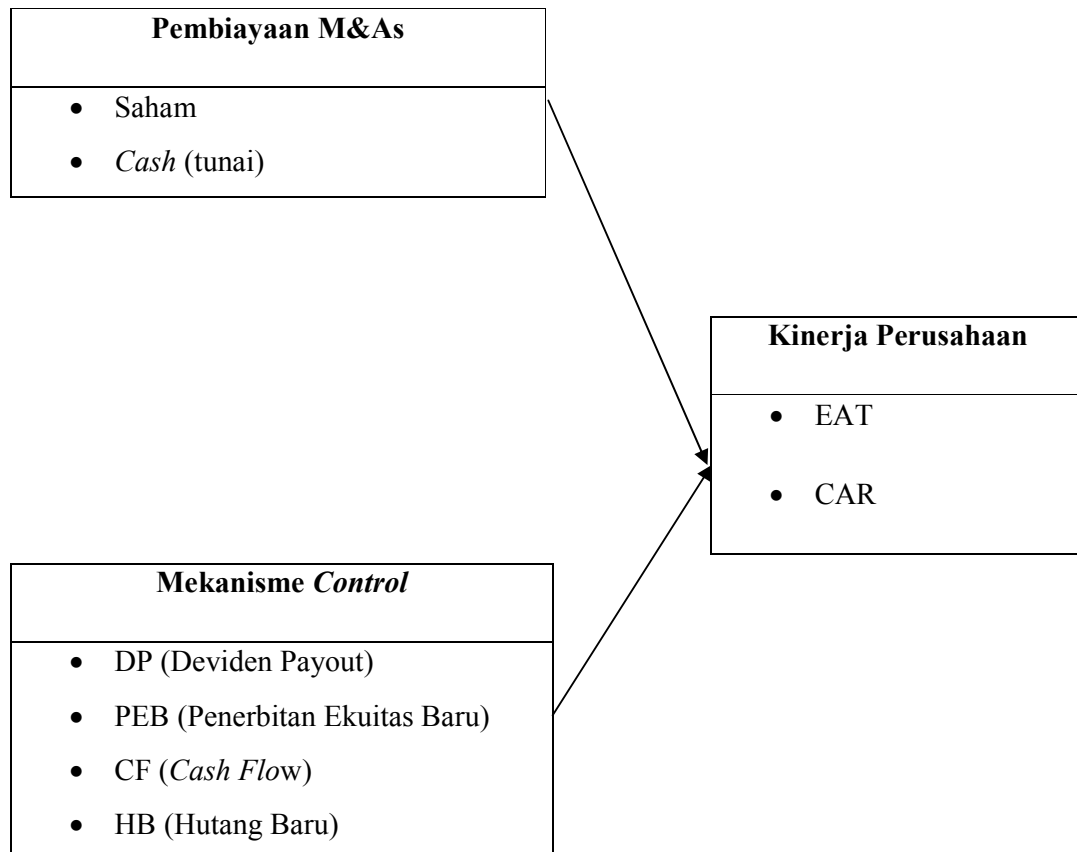 Pembiayaan M&As
• Saham
• Cash (tunai)
Kinerja Perusahaan
• EAT
• CAR
Mekanisme Control
• DP (Deviden Payout)
• PEB (Penerbitan Ekuitas Baru)
• CF (Cash Flow)
• HB (Hutang Baru)